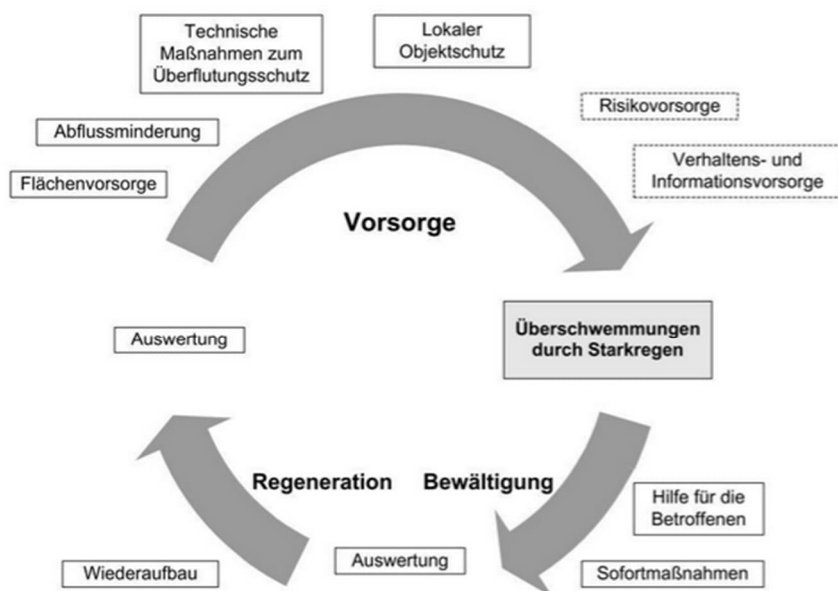 Technische
Maßnahmen zum
Überflutungsschutz
Lokaler
Objektschutz
Risikovorsorge
Abflussminderung
Verhaltens- und
Informationsvorsorge
Flächenvorsorge
Vorsorge
Überschwemmungen
durch Starkregen
Auswertung
Regeneration
Bewältigung
Hilfe für die
Betroffenen
Auswertung
Wiederaufbau
Sofortmaßnahmen